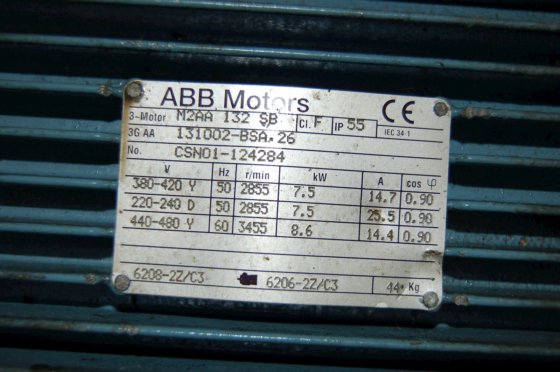 ABB Motors
3-Motor M2AA 132 SB Cl. F IP 55 CE
3G AA 131002-BSA.26 IEC 34-1
No. CSN01-124284
V Hz r/min kW A cos φ
380-420 Y 50 2855 7.5 14.7 0.90
220-240 D 50 2855 7.5 25.5 0.90
440-480 Y 60 3455 8.6 14.4 0.90
6208-2Z/C3 6206-2Z/C3 44 Kg